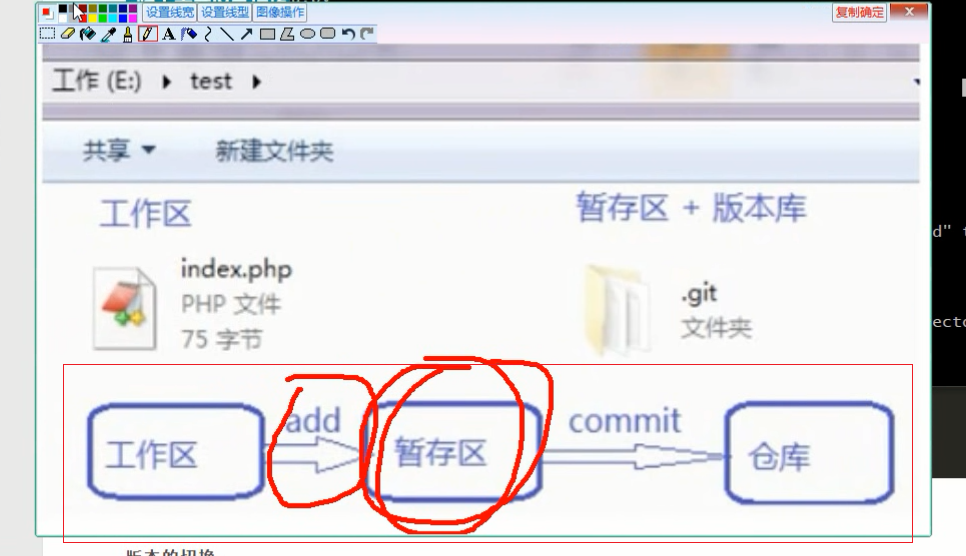 设置线宽 设置线型 图像操作 复制确定
工作 (E:) test
共享 新建文件夹
工作区 暂存区 + 版本库
d" t
index.php
PHP 文件
75 字节
.git
文件夹
ecto
add commit
工作区 暂存区 仓库
版本的切换